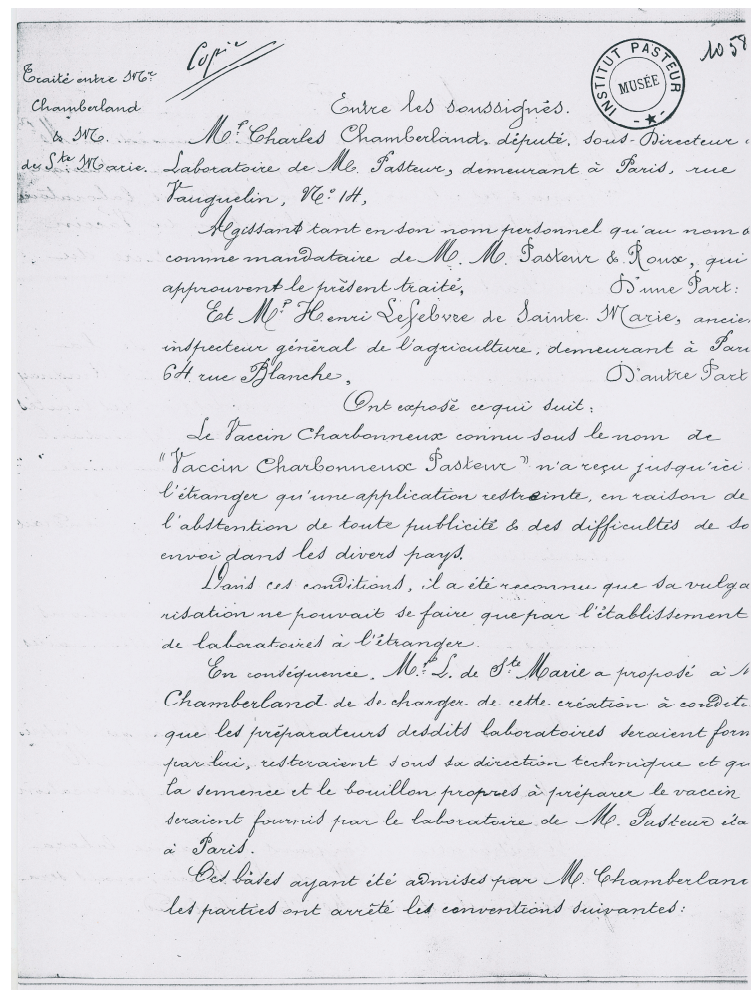 Copie
1058
INSTITUT PASTEUR
MUSÉE
Traité entre Mr
Chamberland
& M.
de Ste Marie.
Entre les soussignés.
Mr Charles Chamberland, député, sous-Directeur
Laboratoire de M. Pasteur, demeurant à Paris, rue
Vauquelin, No 14,
Agissant tant en son nom personnel qu'au nom
comme mandataire de M. M. Pasteur & Roux, qui
approuvent le présent traité, D'une Part:
Et Mr Henri Lefebvre de Sainte Marie, ancien
inspecteur général de l'agriculture, demeurant à Pari
64 rue Blanche, D'autre Part
Ont exposé ce qui suit:
Le Vaccin Charbonneux connu sous le nom de
"Vaccin Charbonneux Pasteur" n'a reçu jusqu'ici
l'étranger qu'une application restreinte, en raison de
l'abstention de toute publicité & des difficultés de so
envoi dans les divers pays.
Dans ces conditions, il a été reconnu que sa vulga
risation ne pouvait se faire que par l'établissement
de laboratoires à l'étranger.
En conséquence, Mr L. de Ste Marie a proposé à
Chamberland de se charger de cette création à conditi
que les préparateurs desdits laboratoires seraient form
par lui, resteraient sous sa direction technique et qu
la semence et le bouillon propres à préparer le vaccin
seraient fournis par le laboratoire de M. Pasteur éta
à Paris.
Ces bases ayant été admises par M. Chamberland
les parties ont arrêté les conventions suivantes: